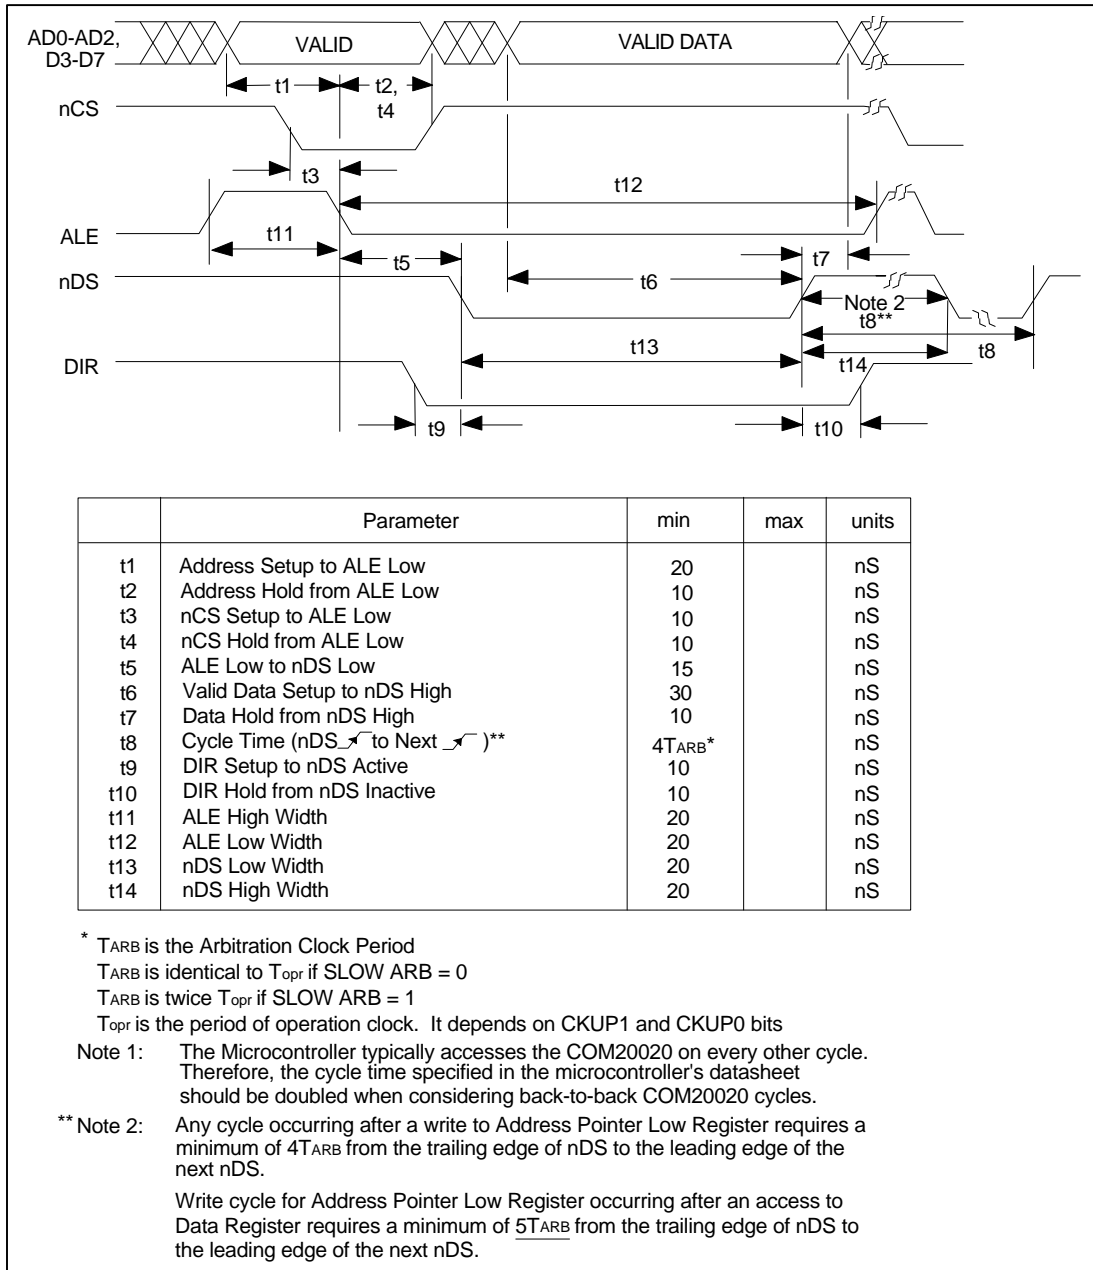 AD0-AD2,
D3-D7
VALID
VALID DATA
t1
t2,
t4
nCS
t3
t12
ALE
t11
t5
t7
nDS
t6
Note 2
t8**
t13
t8
DIR
t14
t9
t10
Parameter min max units
t1 Address Setup to ALE Low 20 nS
t2 Address Hold from ALE Low 10 nS
t3 nCS Setup to ALE Low 10 nS
t4 nCS Hold from ALE Low 10 nS
t5 ALE Low to nDS Low 15 nS
t6 Valid Data Setup to nDS High 30 nS
t7 Data Hold from nDS High 10 nS
t8 Cycle Time (nDS to Next )** 4TARB* nS
t9 DIR Setup to nDS Active 10 nS
t10 DIR Hold from nDS Inactive 10 nS
t11 ALE High Width 20 nS
t12 ALE Low Width 20 nS
t13 nDS Low Width 20 nS
t14 nDS High Width 20 nS
* TARB is the Arbitration Clock Period
TARB is identical to Topr if SLOW ARB = 0
TARB is twice Topr if SLOW ARB = 1
Topr is the period of operation clock. It depends on CKUP1 and CKUP0 bits
Note 1: The Microcontroller typically accesses the COM20020 on every other cycle.
Therefore, the cycle time specified in the microcontroller's datasheet
should be doubled when considering back-to-back COM20020 cycles.
** Note 2: Any cycle occurring after a write to Address Pointer Low Register requires a
minimum of 4TARB from the trailing edge of nDS to the leading edge of the
next nDS.
Write cycle for Address Pointer Low Register occurring after an access to
Data Register requires a minimum of 5TARB from the trailing edge of nDS to
the leading edge of the next nDS.